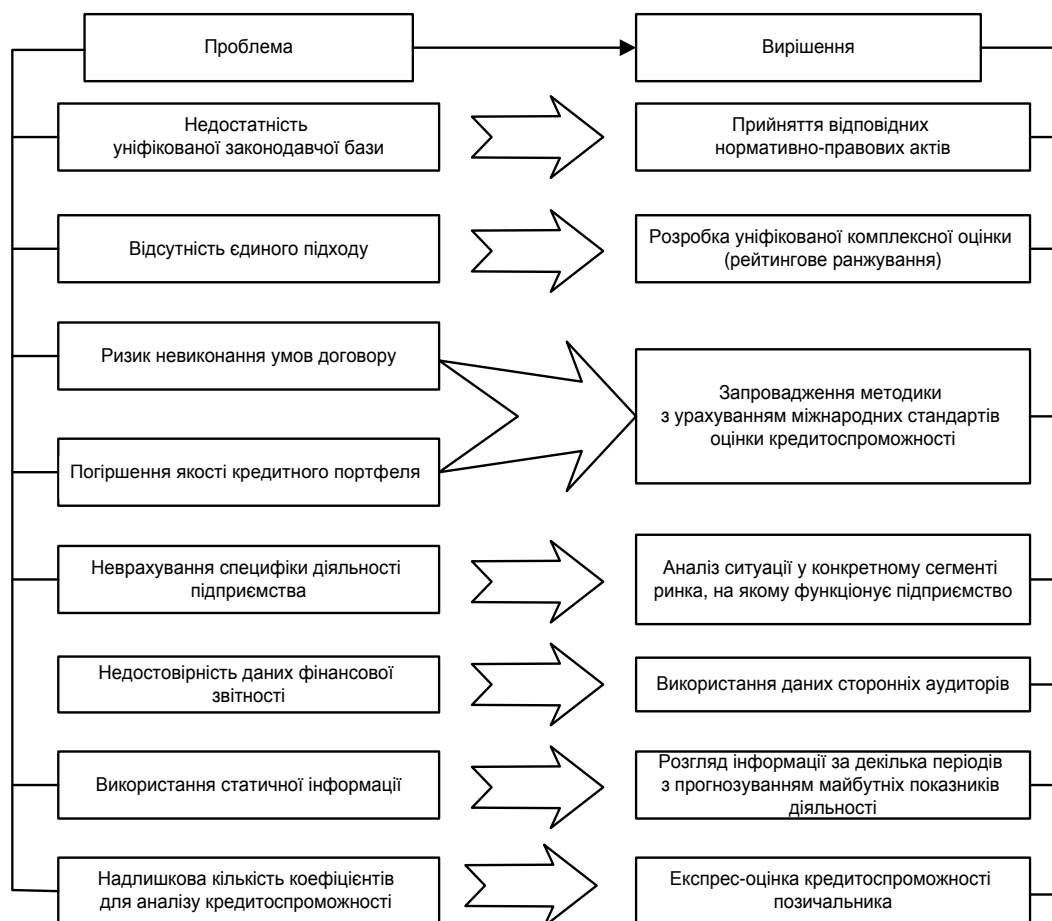 Проблема
Вирішення
Недостатність
уніфікованої законодавчої бази
Прийняття відповідних
нормативно-правових актів
Відсутність єдиного підходу
Розробка уніфікованої комплексної оцінки
(рейтингове ранжування)
Ризик невиконання умов договору
Погіршення якості кредитного портфеля
Запровадження методики
з урахуванням міжнародних стандартів
оцінки кредитоспроможності
Неврахування специфіки діяльності
підприємства
Аналіз ситуації у конкретному сегменті
ринка, на якому функціонує підприємство
Недостовірність даних фінансової
звітності
Використання даних сторонніх аудиторів
Використання статичної інформації
Розгляд інформації за декілька періодів
з прогнозуванням майбутніх показників
діяльності
Надлишкова кількість коефіцієнтів
для аналізу кредитоспроможності
Експрес-оцінка кредитоспроможності
позичальника